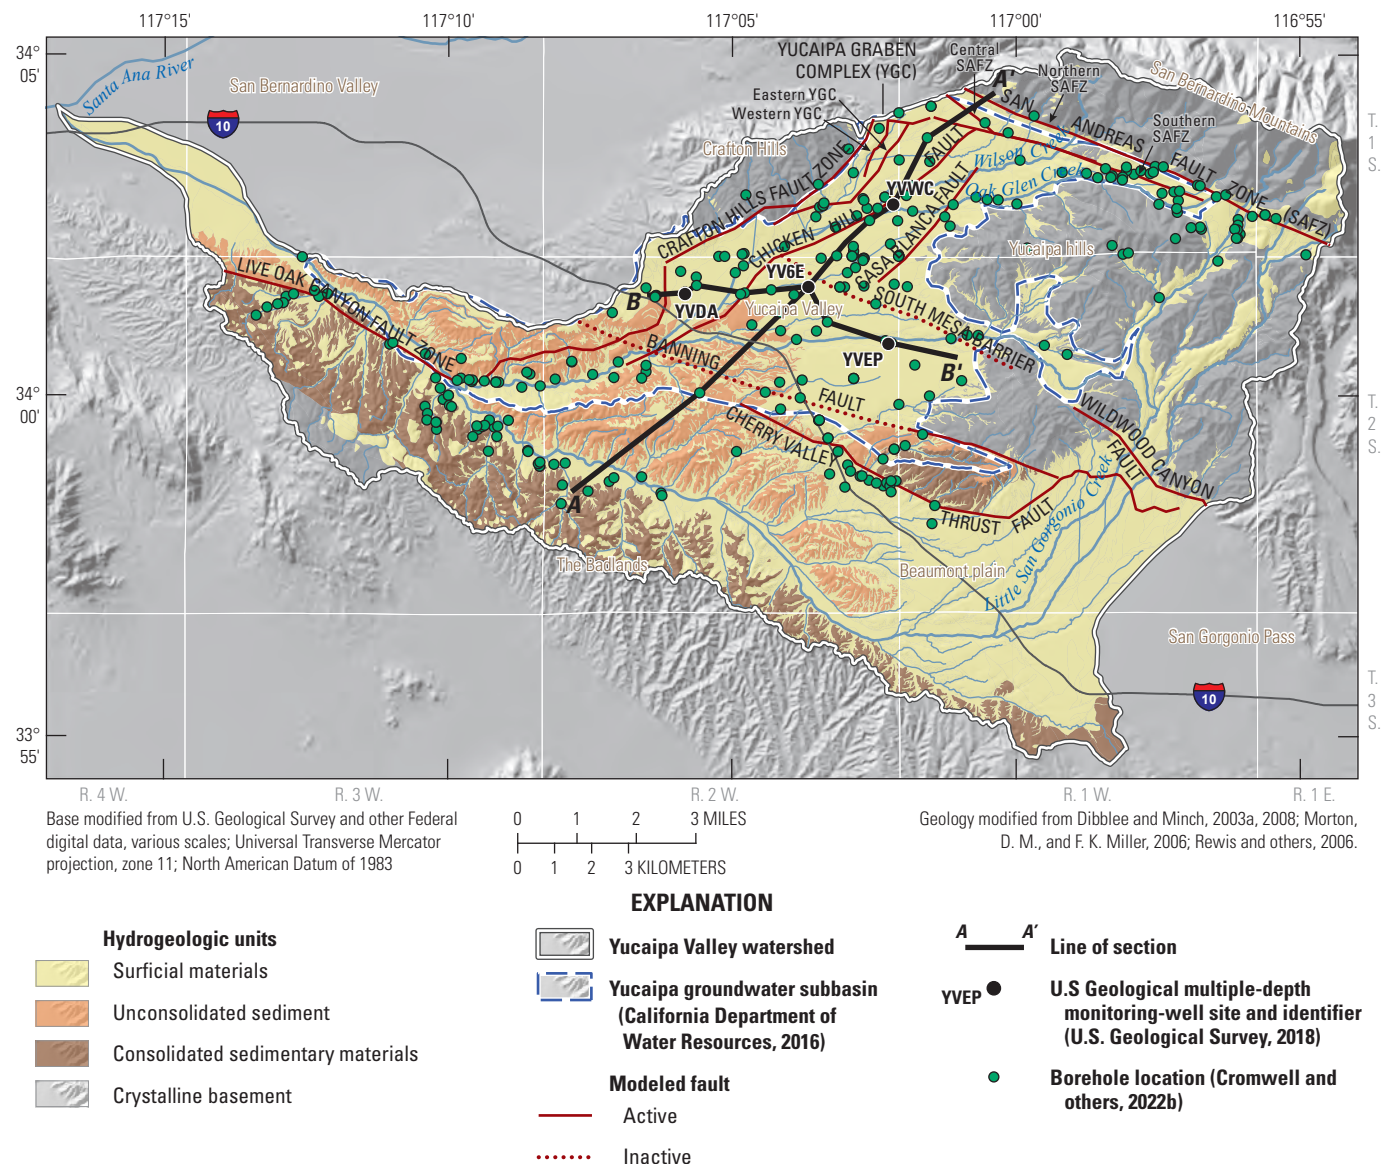 117°15'
117°10'
117°05'
117°00'
116°55'
34°
05'
34°
00'
33°
55'
Santa Ana River
San Bernardino Valley
10
YUCAIPA GRABEN
COMPLEX (YGC)
Eastern YGC
Western YGC
Central
SAFZ
A'
Northern
SAFZ
Southern
SAFZ
San Bernardino Mountains
T.
1
S.
Crafton Hills
SAN ANDREAS FAULT ZONE (SAFZ)
Wilson Creek
Oak Glen Creek
CRAFTON HILLS FAULT ZONE
CHICKEN HILL FAULT
CASA BLANCA FAULT
YVWC
Yucaipa hills
LIVE OAK CANYON FAULT ZONE
B
YVDA
YV6E
Yucaipa Valley
SOUTH MESA BARRIER
YVEP
B'
BANNING FAULT
T.
2
S.
CHERRY VALLEY THRUST FAULT
WILDWOOD CANYON
FAULT
A
The Badlands
Beaumont plain
Little San Gorgonio Creek
San Gorgonio Pass
10
T.
3
S.
R. 4 W.
R. 3 W.
R. 2 W.
R. 1 W.
R. 1 E.
Base modified from U.S. Geological Survey and other Federal
digital data, various scales; Universal Transverse Mercator
projection, zone 11; North American Datum of 1983
0 1 2 3 MILES
0 1 2 3 KILOMETERS
Geology modified from Dibblee and Minch, 2003a, 2008; Morton,
D. M., and F. K. Miller, 2006; Rewis and others, 2006.
EXPLANATION
Hydrogeologic units
Surficial materials
Unconsolidated sediment
Consolidated sedimentary materials
Crystalline basement
Yucaipa Valley watershed
Yucaipa groundwater subbasin
(California Department of
Water Resources, 2016)
Modeled fault
Active
Inactive
A A'
Line of section
YVEP
U.S Geological multiple-depth
monitoring-well site and identifier
(U.S. Geological Survey, 2018)
Borehole location (Cromwell and
others, 2022b)